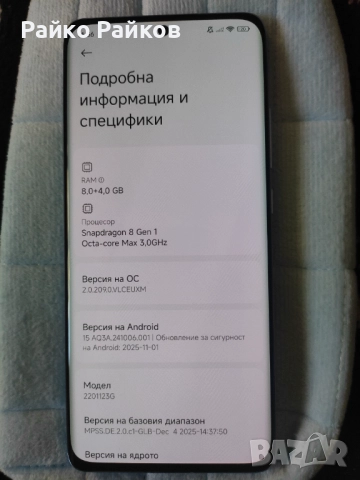 Райко Райков
Подробна
информация и
специфики
RAM
8,0+4,0 GB
Процесор
Snapdragon 8 Gen 1
Octa-core Max 3,0GHz
Версия на ОС
2.0.209.0.VLCEUXM
Версия на Android
15 AQ3A.241006.001 | Обновление за сигурност
на Android: 2025-11-01
Модел
2201123G
Версия на базовия диапазон
MPSS.DE.2.0.c1-GLB-Dec 4 2025-14:37:50
Версия на ядрото
BAZAR